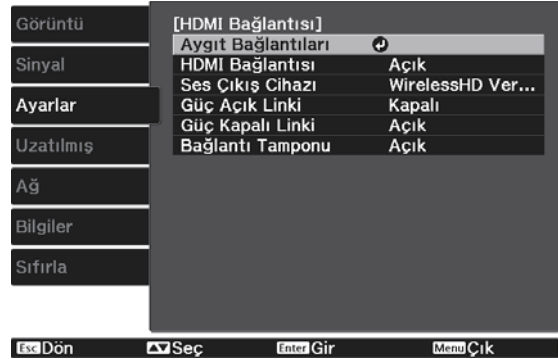 Görüntü
Sinyal
Ayarlar
Uzatılmış
Ağ
Bilgiler
Sıfırla
[HDMI Bağlantısı]
Aygıt Bağlantıları
HDMI Bağlantısı Açık
Ses Çıkış Cihazı WirelessHD Ver...
Güç Açık Linki Kapalı
Güç Kapalı Linki Açık
Bağlantı Tamponu Açık
Esc Dön Seç Enter Gir Menu Çık